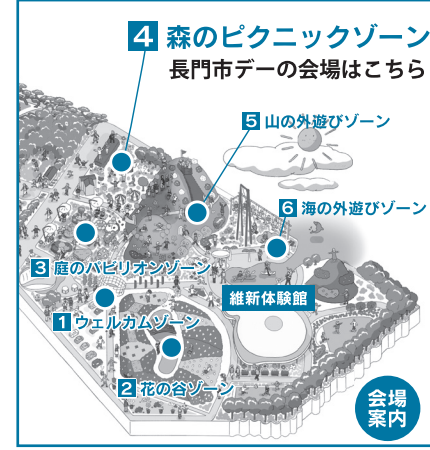 4 森のピクニックゾーン
長門市デーの会場はこちら
5 山の外遊びゾーン
6 海の外遊びゾーン
3 庭のパビリオンゾーン
維新体験館
1 ウェルカムゾーン
2 花の谷ゾーン
会場
案内